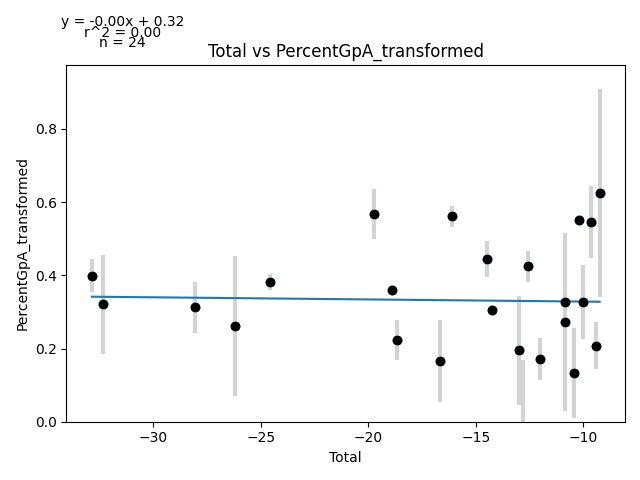 y = -0.00x + 0.32
r^2 = 0.00
n = 24
Total vs PercentGpA_transformed
PercentGpA_transformed
0.8
0.6
0.4
0.2
0.0
−30
−25
−20
−15
−10
Total